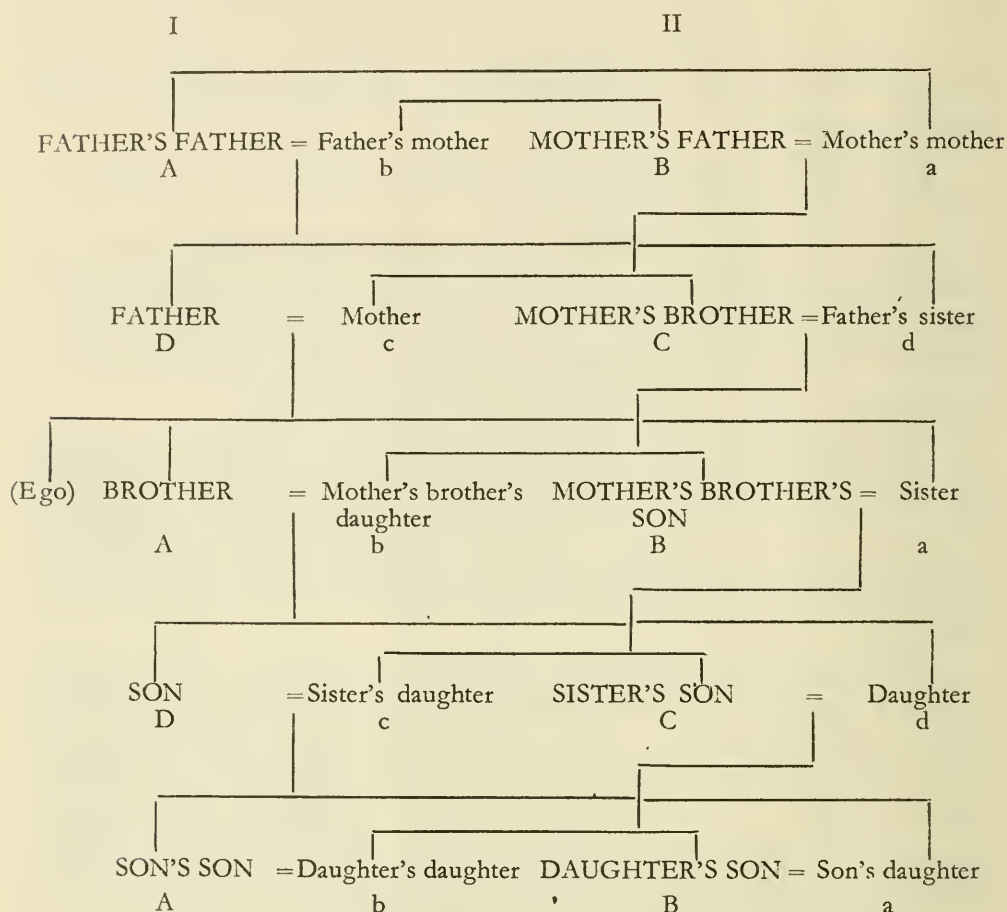 I II
FATHER'S FATHER = Father's mother MOTHER'S FATHER = Mother's mother
A b B a
FATHER = Mother MOTHER'S BROTHER = Father's sister
D c C d
(Ego) BROTHER = Mother's brother's MOTHER'S BROTHER'S = Sister
daughter SON
A b B a
SON = Sister's daughter SISTER'S SON = Daughter
D c C d
SON'S SON = Daughter's daughter DAUGHTER'S SON = Son's daughter
A b B a